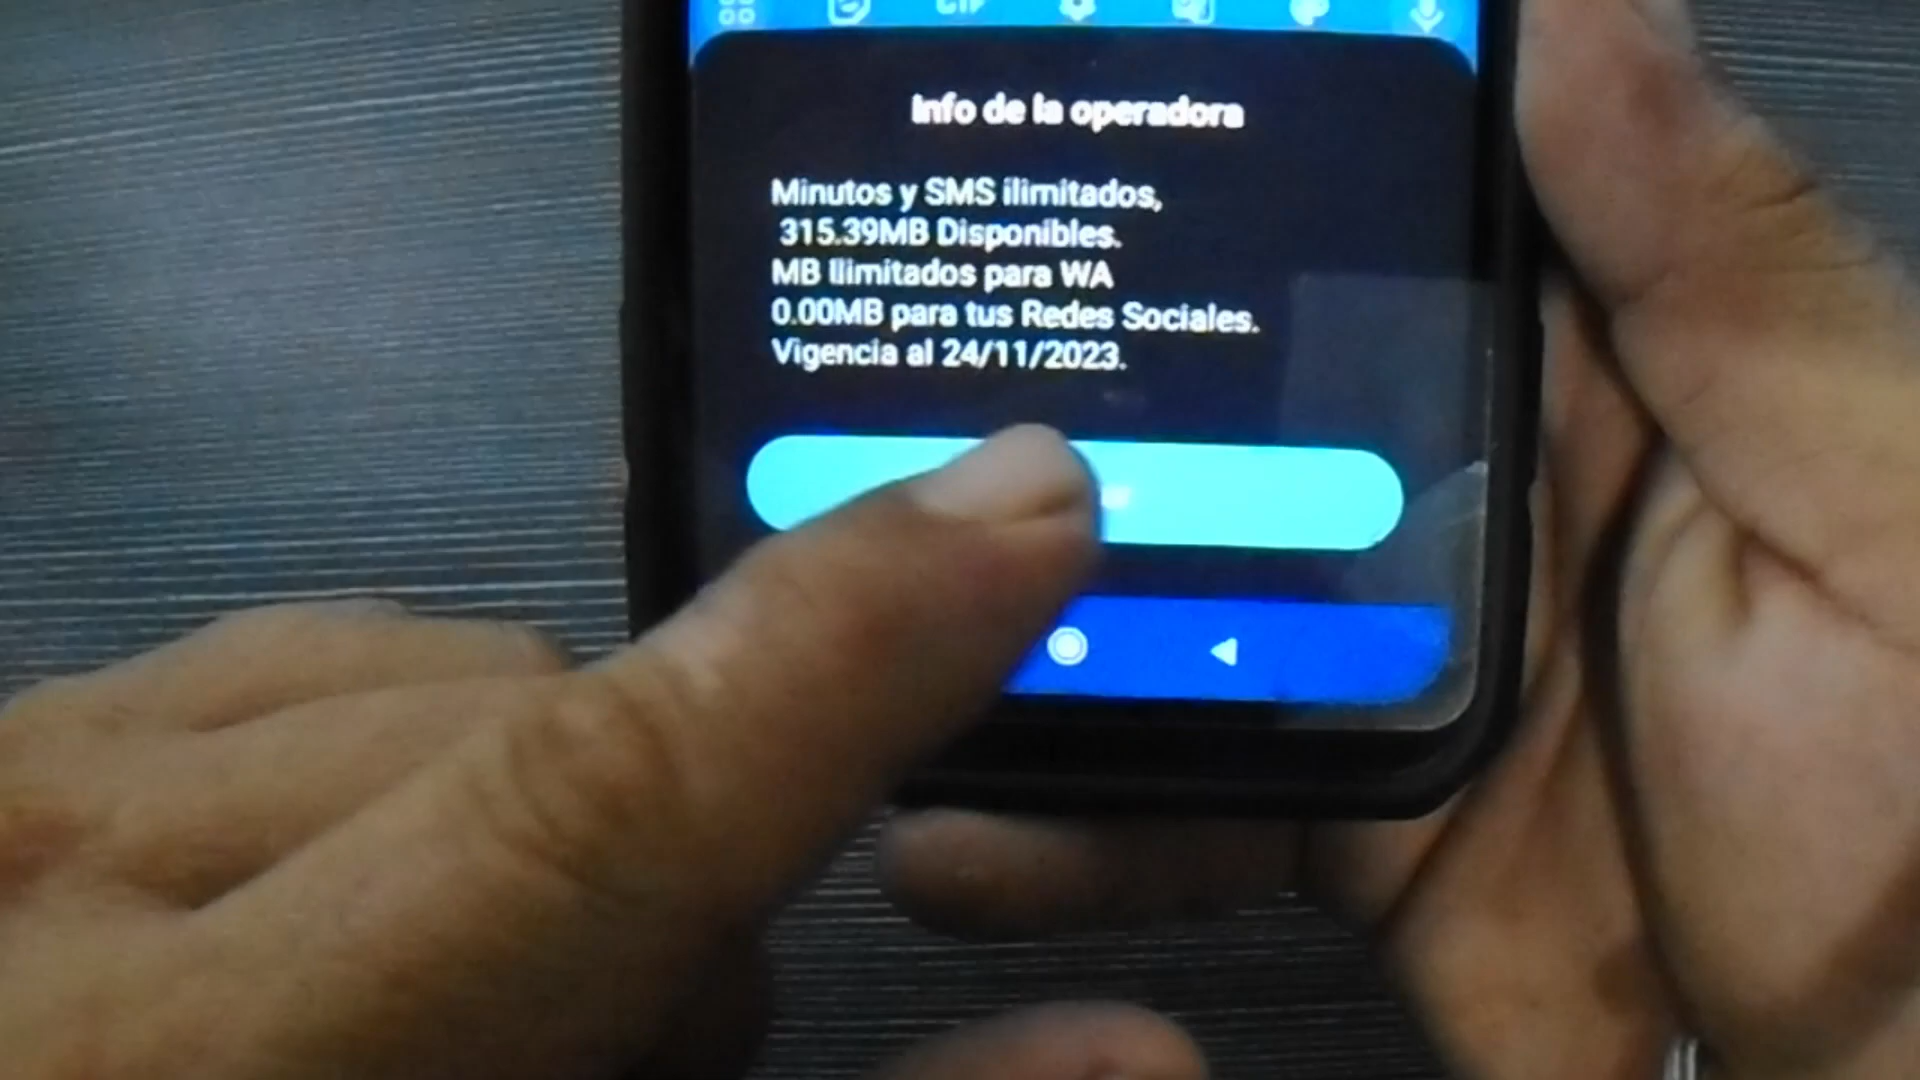 GIF
Info de la operadora
Minutos y SMS ilimitados,
315.39MB Disponibles.
MB Ilimitados para WA
0.00MB para tus Redes Sociales.
Vigencia al 24/11/2023.